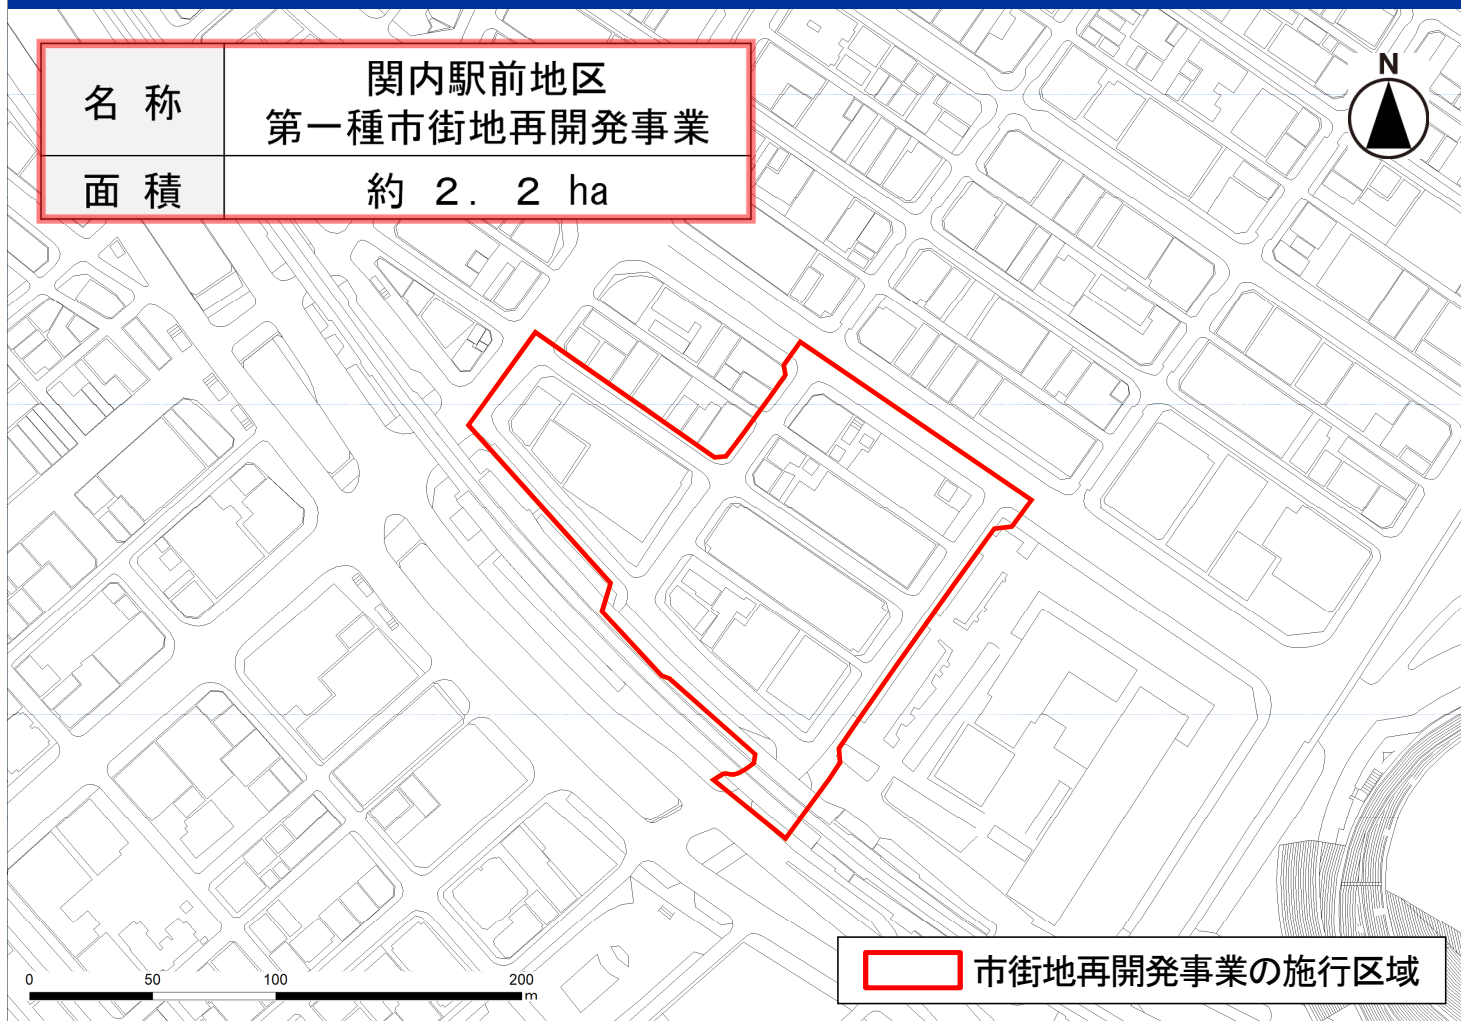 名 称
関内駅前地区
第一種市街地再開発事業
面 積
約 2．2 ha
N
0 50 100 200
m
市街地再開発事業の施行区域